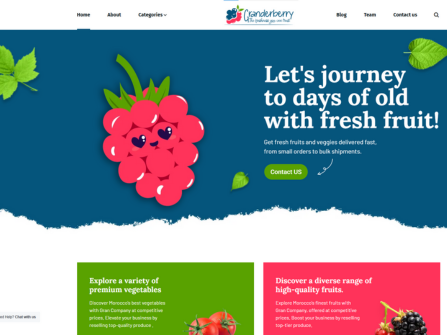 Home
About
Categories
Granderberry
Blog
Team
Contact us
Let's journey
to days of old
with fresh fruit!
Get fresh fruits and veggies delivered fast,
from small orders to bulk shipments.
Contact US
Explore a variety of
premium vegetables
Discover Morocco's best vegetables
with Gran Company at competitive
prices. Elevate your business by
reselling top-quality produce.
Discover a diverse range of
high-quality fruits.
Explore Morocco's finest fruits with
Gran Company, offered at competitive
prices. Boost your business by reselling
top-tier produce.
Chat with us